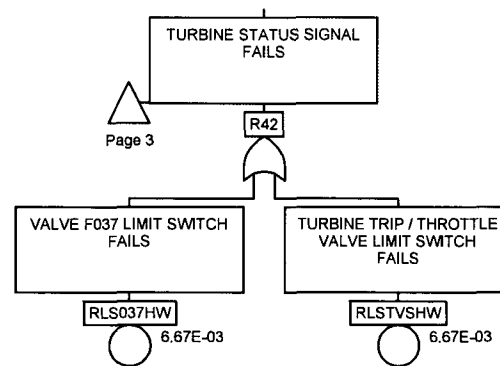 TURBINE STATUS SIGNAL
FAILS
Page 3
R42
VALVE F037 LIMIT SWITCH
FAILS
TURBINE TRIP / THROTTLE
VALVE LIMIT SWITCH
FAILS
RLS037HW
6.67E-03
RLSTVSHW
6.67E-03